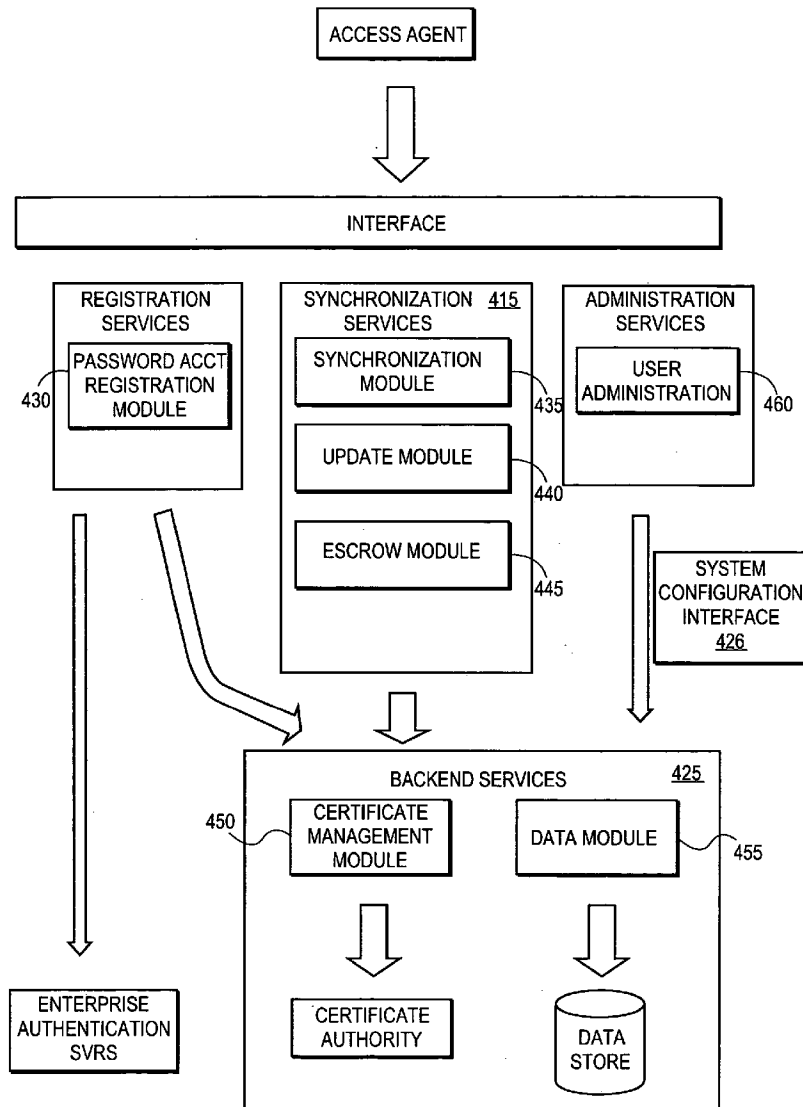 ACCESS AGENT
INTERFACE
REGISTRATION
SERVICES
PASSWORD ACCT
REGISTRATION
MODULE
430
SYNCHRONIZATION 415
SERVICES
SYNCHRONIZATION
MODULE
435
UPDATE MODULE
440
ESCROW MODULE
445
ADMINISTRATION
SERVICES
USER
ADMINISTRATION
460
SYSTEM
CONFIGURATION
INTERFACE
426
BACKEND SERVICES 425
450
CERTIFICATE
MANAGEMENT
MODULE
DATA MODULE
455
ENTERPRISE
AUTHENTICATION
SVRS
CERTIFICATE
AUTHORITY
DATA
STORE